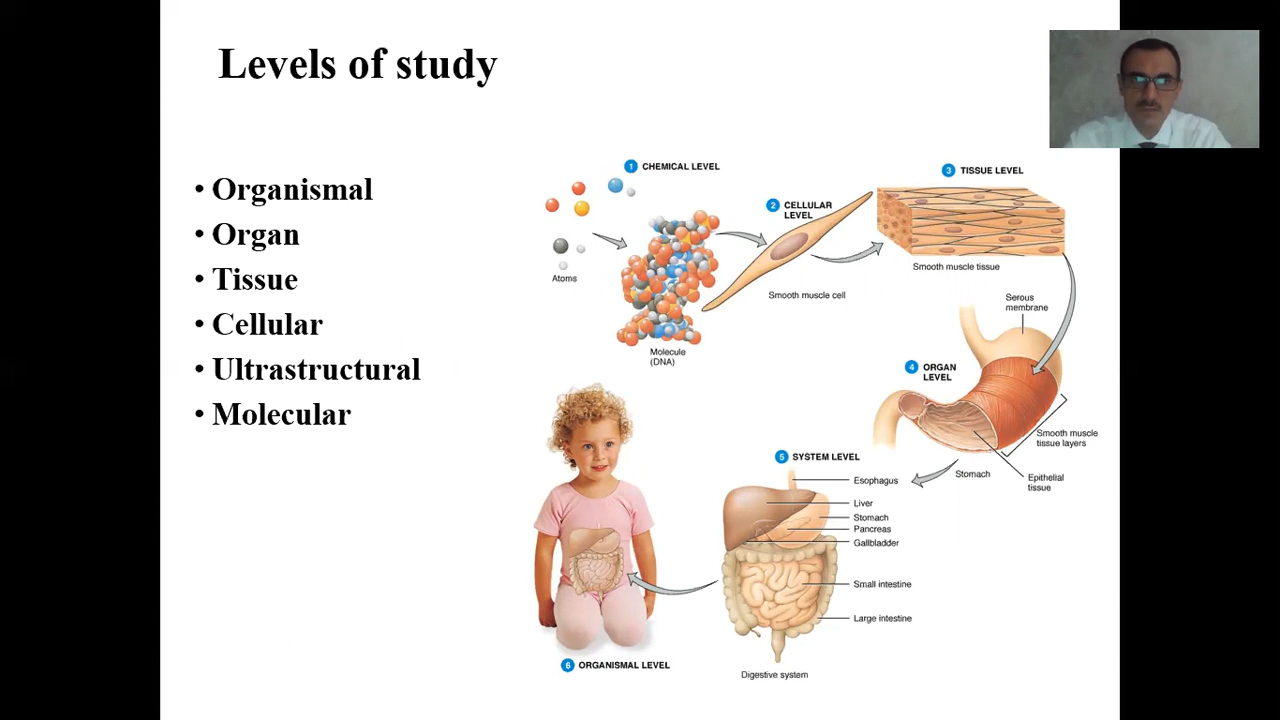 Levels of study
• Organismal
• Organ
• Tissue
• Cellular
• Ultrastructural
• Molecular
1 CHEMICAL LEVEL
Atoms
Molecule
(DNA)
2 CELLULAR
LEVEL
Smooth muscle cell
3 TISSUE LEVEL
Smooth muscle tissue
Serous
membrane
4 ORGAN
LEVEL
Smooth muscle
tissue layers
Stomach
Epithelial
tissue
5 SYSTEM LEVEL
Esophagus
Liver
Stomach
Pancreas
Gallbladder
Small intestine
Large intestine
Digestive system
6 ORGANISMAL LEVEL